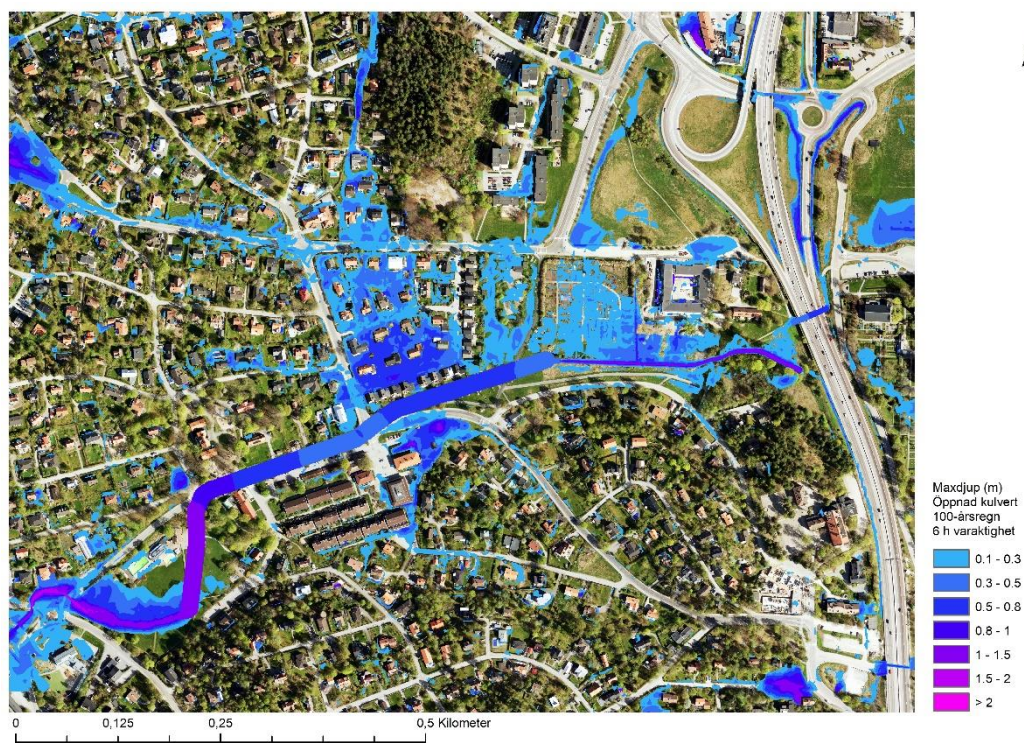 Maxdjup (m)
Öppnad kulvert
100-årsregn
6 h varaktighet
0.1 - 0.3
0.3 - 0.5
0.5 - 0.8
0.8 - 1
1 - 1.5
1.5 - 2
> 2
0 0,125 0,25 0,5 Kilometer